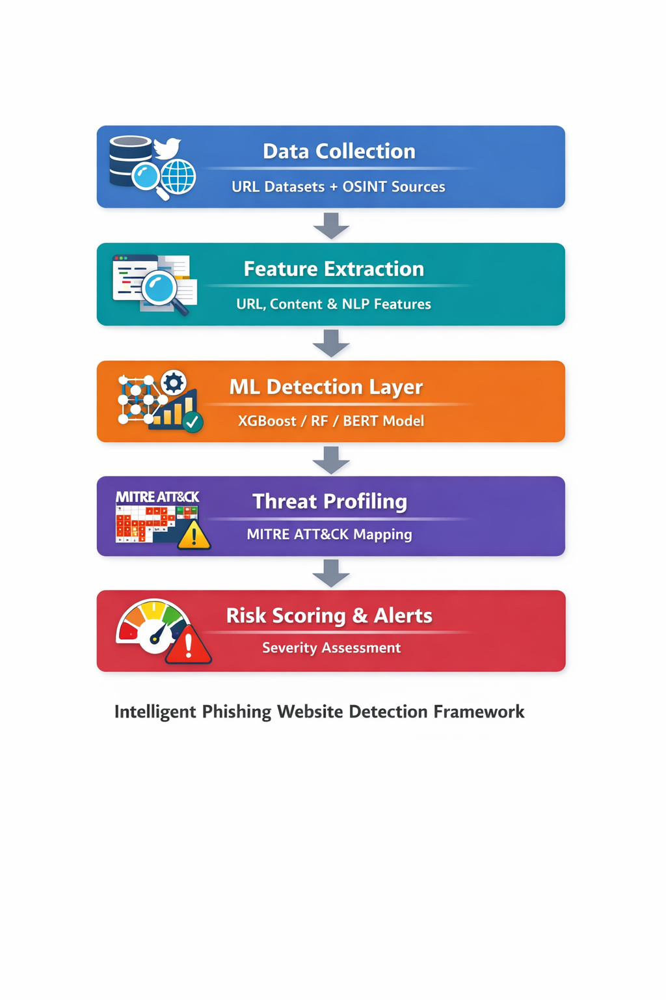 Data Collection
URL Datasets + OSINT Sources
Feature Extraction
URL, Content & NLP Features
ML Detection Layer
XGBoost / RF / BERT Model
MITRE ATT&CK
Threat Profiling
MITRE ATT&CK Mapping
Risk Scoring & Alerts
Severity Assessment
Intelligent Phishing Website Detection Framework